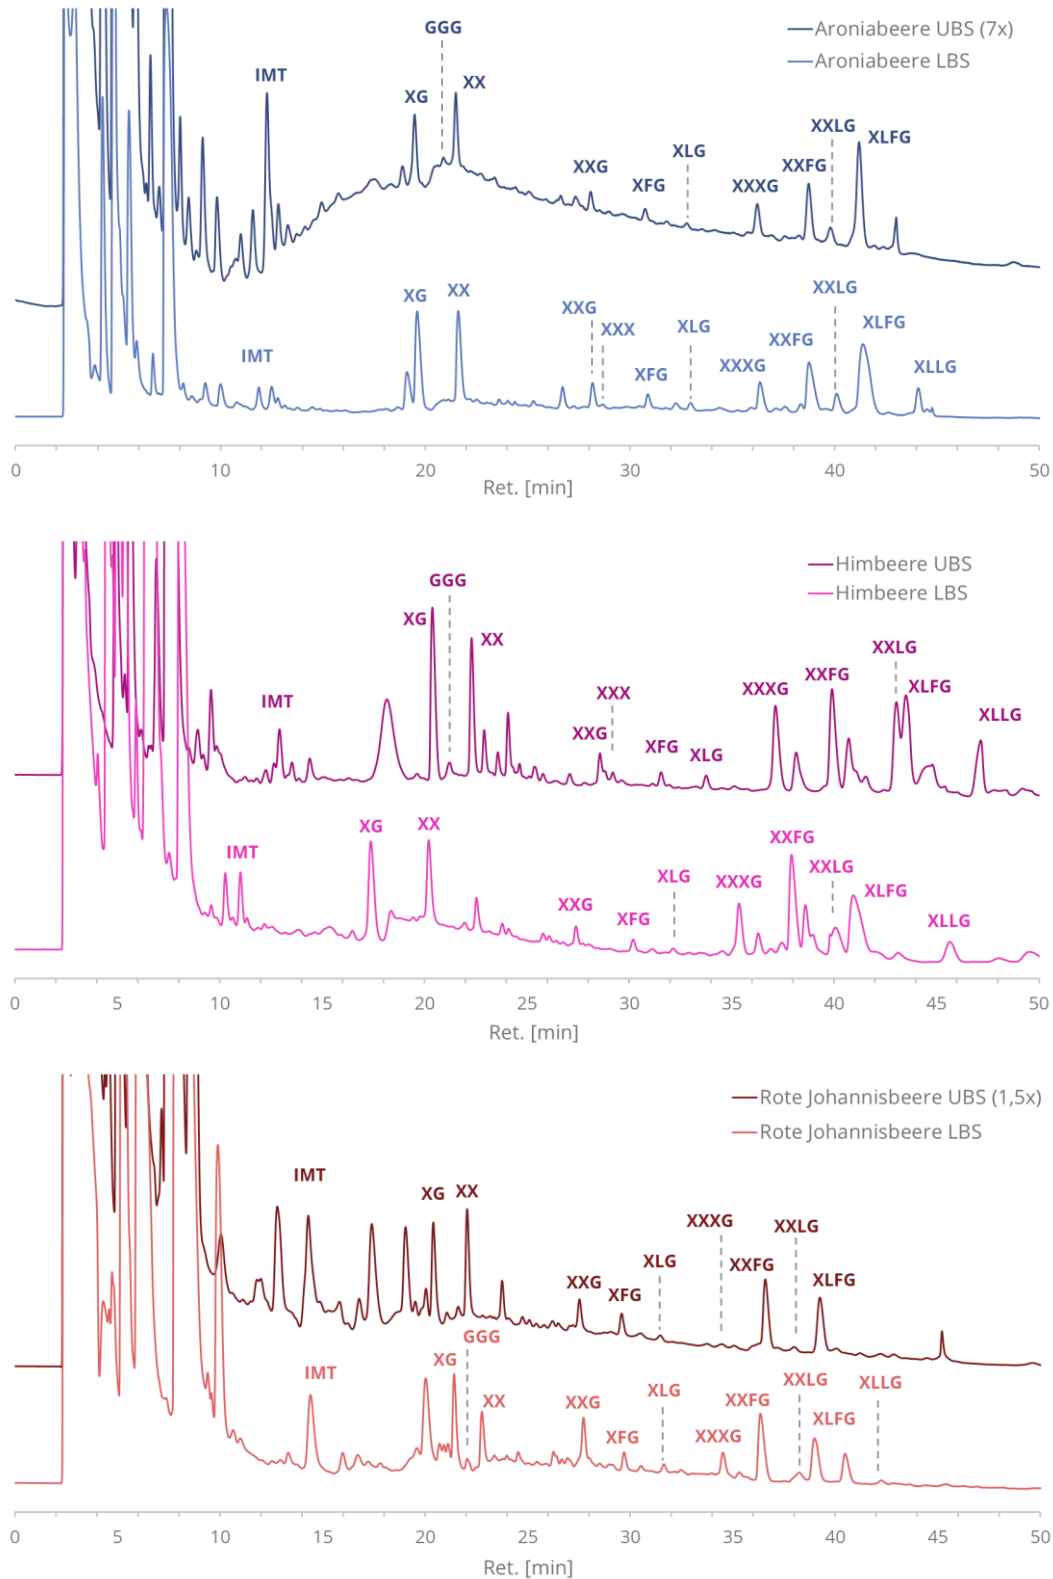 Aroniabeere UBS (7x)
Aroniabeere LBS
GGG
IMT
XG
XX
XXG
XFG
XLG
XXXG
XXFG
XXLG
XLFG
IMT
XG
XX
XXG
XXX
XFG
XLG
XXXG
XXFG
XXLG
XLFG
XLLG
0 10 20 30 40 50
Ret. [min]
Himbeere UBS
Himbeere LBS
IMT
XG
GGG
XX
XXG
XXX
XFG
XLG
XXXG
XXFG
XXLG
XLFG
XLLG
IMT
XG
XX
XXG
XFG
XLG
XXXG
XXFG
XXLG
XLFG
XLLG
0 5 10 15 20 25 30 35 40 45 50
Ret. [min]
Rote Johannisbeere UBS (1,5x)
Rote Johannisbeere LBS
IMT
XG
XX
XXG
XFG
XLG
XXXG
XXFG
XXLG
XLFG
IMT
XG
GGG
XX
XXG
XFG
XLG
XXXG
XXFG
XXLG
XLFG
XLLG
0 5 10 15 20 25 30 35 40 45 50
Ret. [min]